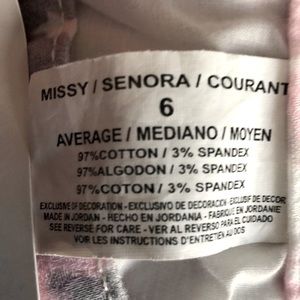 MISSY / SENORA / COURANT
6
AVERAGE / MEDIANO / MOYEN
97%COTTON / 3% SPANDEX
97%ALGODON / 3% SPANDEX
97%COTON / 3% SPANDEX
EXCLUSIVE OF DECORATION - EXCLUSIV DE DECORACION - EXCLUSIF DE DECOR
MADE IN JORDAN - HECHO EN JORDANIA - FABRIQUE EN JORDANIE
SEE REVERSE FOR CARE - VER AL REVERSO PARA EL CUIDADO
VOIR LES INSTRUCTIONS D'ENTRETIEN AU DOS